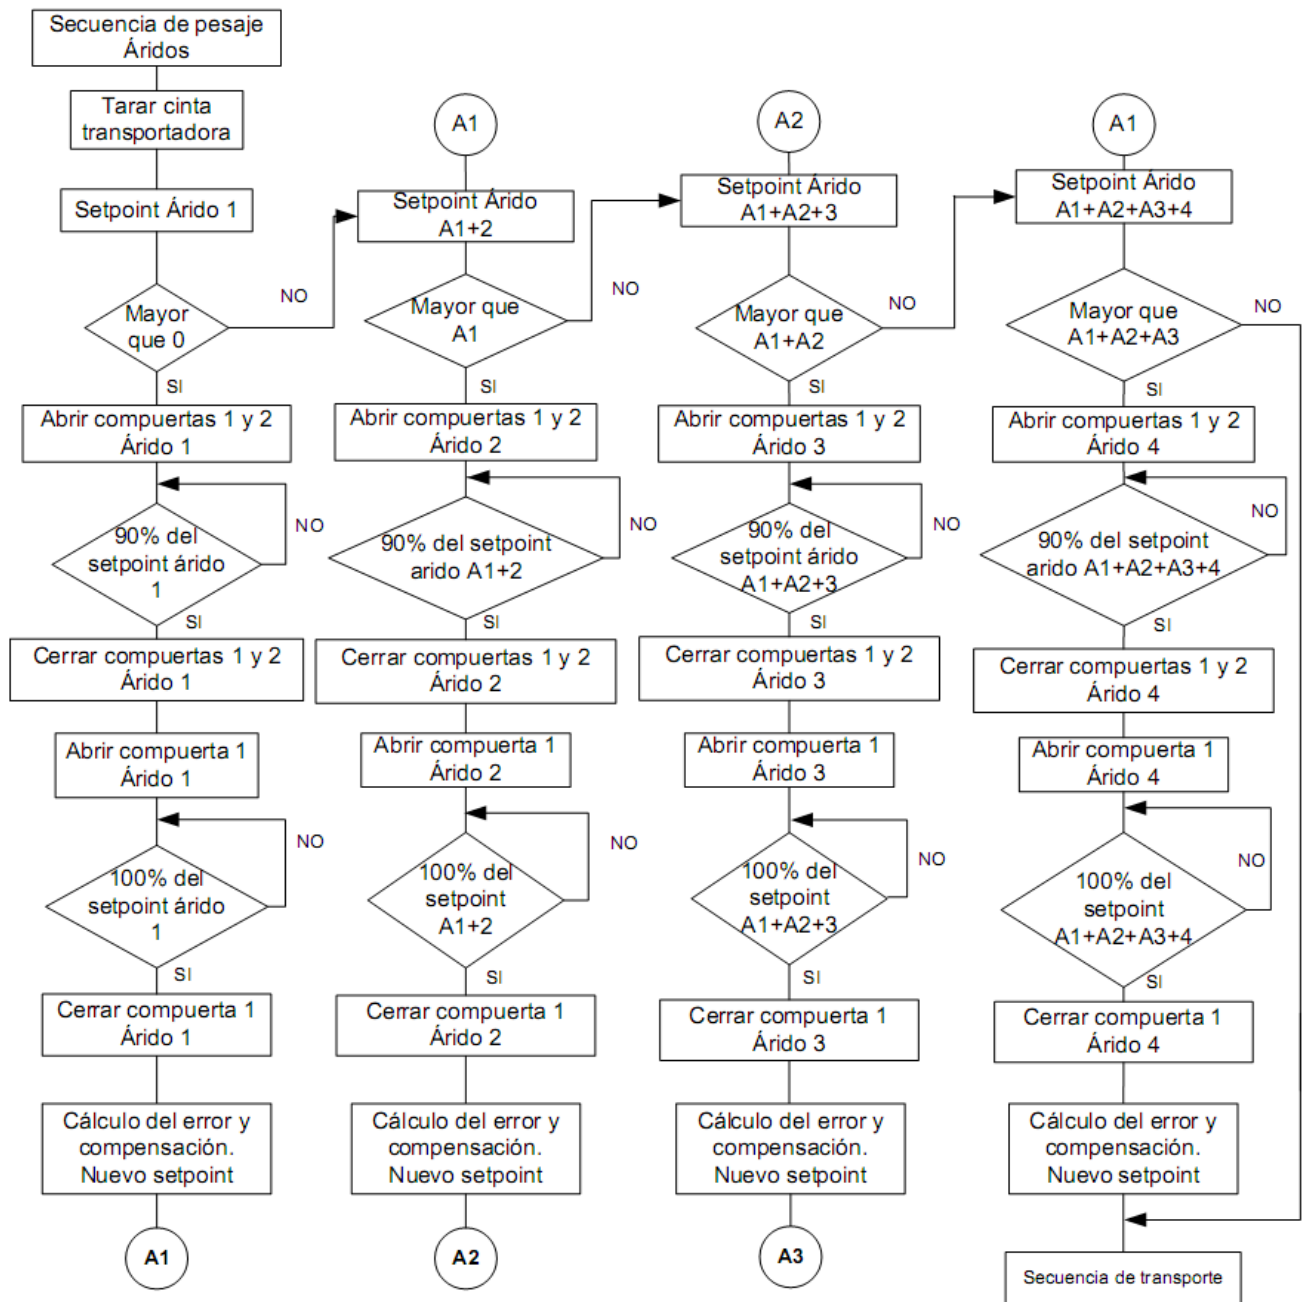 Secuencia de pesaje
Áridos
Tarar cinta
transportadora
Setpoint Árido 1
Mayor
que 0
NO
SI
Abrir compuertas 1 y 2
Árido 1
90% del
setpoint árido
1
NO
SI
Cerrar compuertas 1 y 2
Árido 1
Abrir compuerta 1
Árido 1
100% del
setpoint árido
1
NO
SI
Cerrar compuerta 1
Árido 1
Cálculo del error y
compensación.
Nuevo setpoint
A1
A1
Setpoint Árido
A1+2
Mayor que
A1
NO
SI
Abrir compuertas 1 y 2
Árido 2
90% del setpoint
arido A1+2
NO
SI
Cerrar compuertas 1 y 2
Árido 2
Abrir compuerta 1
Árido 2
100% del
setpoint
A1+2
NO
SI
Cerrar compuerta 1
Árido 2
Cálculo del error y
compensación.
Nuevo setpoint
A2
A2
Setpoint Árido
A1+A2+3
Mayor que
A1+A2
NO
SI
Abrir compuertas 1 y 2
Árido 3
90% del
setpoint árido
A1+A2+3
NO
SI
Cerrar compuertas 1 y 2
Árido 3
Abrir compuerta 1
Árido 3
100% del
setpoint
A1+A2+3
NO
SI
Cerrar compuerta 1
Árido 3
Cálculo del error y
compensación.
Nuevo setpoint
A3
A1
Setpoint Árido
A1+A2+A3+4
Mayor que
A1+A2+A3
NO
SI
Abrir compuertas 1 y 2
Árido 4
90% del setpoint
arido A1+A2+A3+4
NO
SI
Cerrar compuertas 1 y 2
Árido 4
Abrir compuerta 1
Árido 4
100% del
setpoint
A1+A2+A3+4
NO
SI
Cerrar compuerta 1
Árido 4
Cálculo del error y
compensación.
Nuevo setpoint
Secuencia de transporte